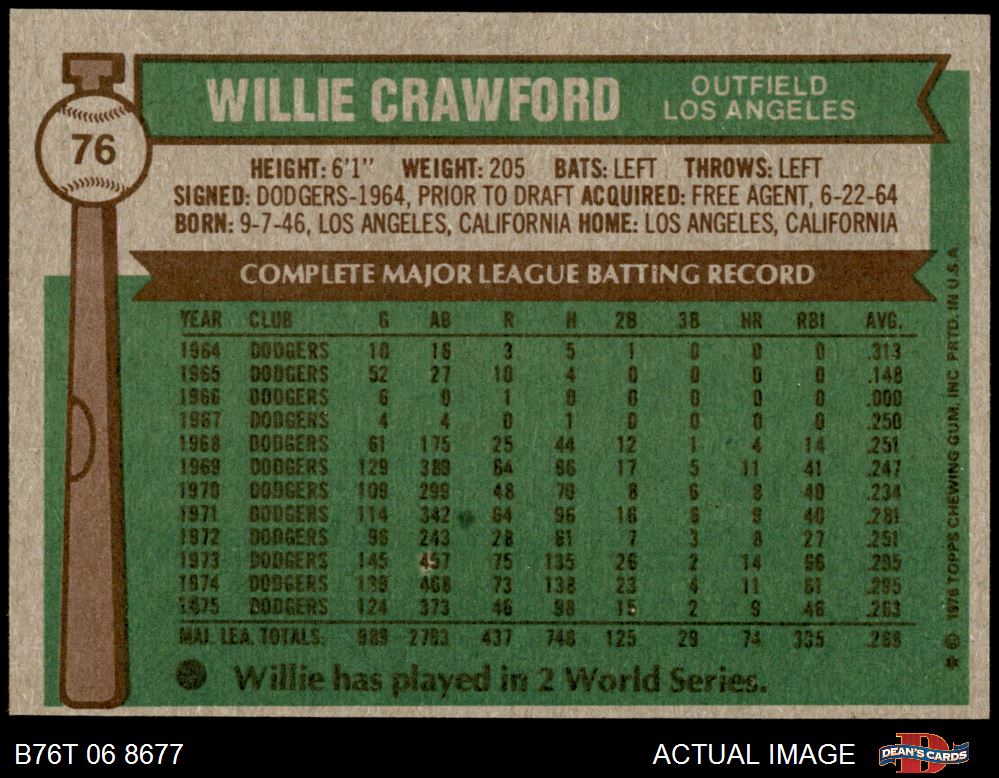 76
WILLIE CRAWFORD
OUTFIELD
LOS ANGELES
HEIGHT: 6'1" WEIGHT: 205 BATS: LEFT THROWS: LEFT
SIGNED: DODGERS-1964, PRIOR TO DRAFT ACQUIRED: FREE AGENT, 6-22-64
BORN: 9-7-46, LOS ANGELES, CALIFORNIA HOME: LOS ANGELES, CALIFORNIA
COMPLETE MAJOR LEAGUE BATTING RECORD
YEAR CLUB G AB R H 2B 3B HR RBI AVG.
1964 DODGERS 10 16 3 5 1 0 0 0 .313
1965 DODGERS 52 27 10 4 0 0 0 0 .148
1966 DODGERS 6 0 1 0 0 0 0 0 .000
1967 DODGERS 4 4 0 1 0 0 0 0 .250
1968 DODGERS 61 175 25 44 12 1 4 14 .251
1969 DODGERS 129 389 64 96 17 5 11 41 .247
1970 DODGERS 109 299 48 70 8 6 8 40 .234
1971 DODGERS 114 342 64 96 16 6 9 40 .281
1972 DODGERS 96 243 28 61 7 3 8 27 .251
1973 DODGERS 145 457 75 135 26 2 14 66 .295
1974 DODGERS 139 468 73 138 23 4 11 61 .295
1975 DODGERS 124 373 46 98 15 2 9 46 .263
MAJ. LEA. TOTALS. 989 2793 437 748 125 29 74 335 .268
Willie has played in 2 World Series.
* © 1976 TOPPS CHEWING GUM, INC PRTD. IN U.S.A.
B76T 06 8677
ACTUAL IMAGE
DEAN'S CARDS